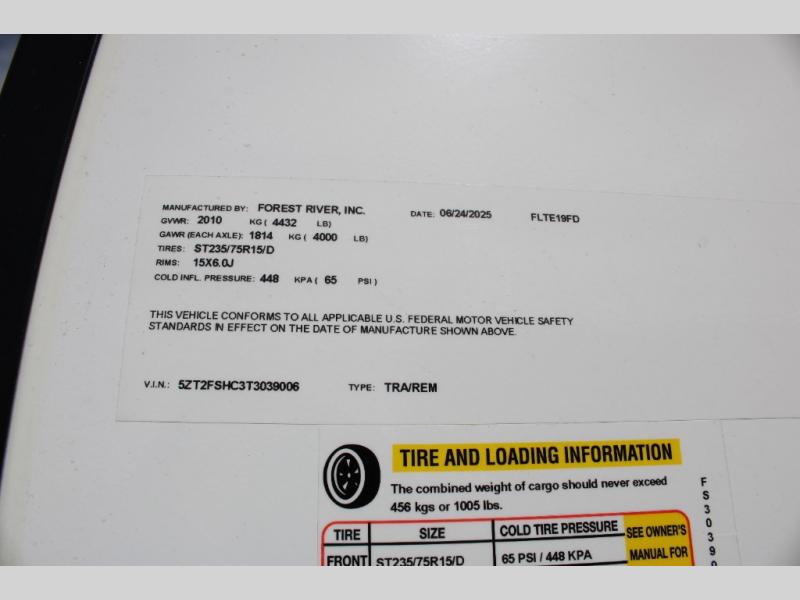 MANUFACTURED BY: FOREST RIVER, INC. DATE: 06/24/2025 FLTE19FD
GVWR: 2010 KG ( 4432 LB)
GAWR (EACH AXLE): 1814 KG ( 4000 LB)
TIRES: ST235/75R15/D
RIMS: 15X6.0J
COLD INFL. PRESSURE: 448 KPA ( 65 PSI )
THIS VEHICLE CONFORMS TO ALL APPLICABLE U.S. FEDERAL MOTOR VEHICLE SAFETY
STANDARDS IN EFFECT ON THE DATE OF MANUFACTURE SHOWN ABOVE.
V.I.N.: 5ZT2FSHC3T3039006 TYPE: TRA/REM
TIRE AND LOADING INFORMATION
The combined weight of cargo should never exceed
456 kgs or 1005 lbs.
TIRE SIZE COLD TIRE PRESSURE SEE OWNER'S
MANUAL FOR
FRONT ST235/75R15/D 65 PSI / 448 KPA
FS3039